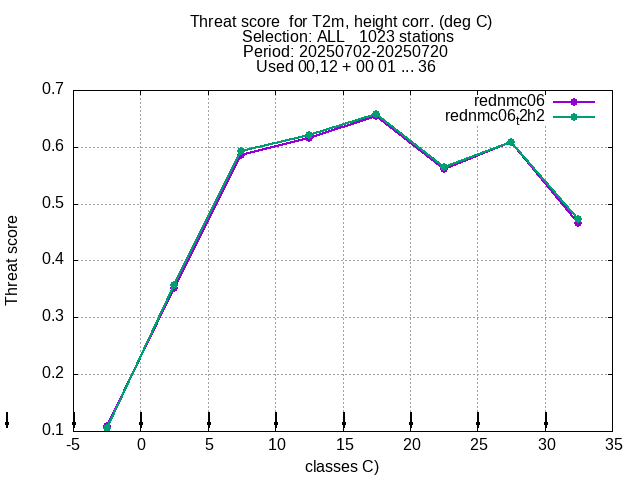 Threat score  for T2m, height corr. (deg C)
Selection: ALL   1023 stations
Period: 20250702-20250720
Used 00,12 + 00 01 ... 36
rednmc06
rednmc06t2h2
0.7
0.6
0.5
0.4
0.3
0.2
0.1
Threat score
-5 0 5 10 15 20 25 30 35
classes C)